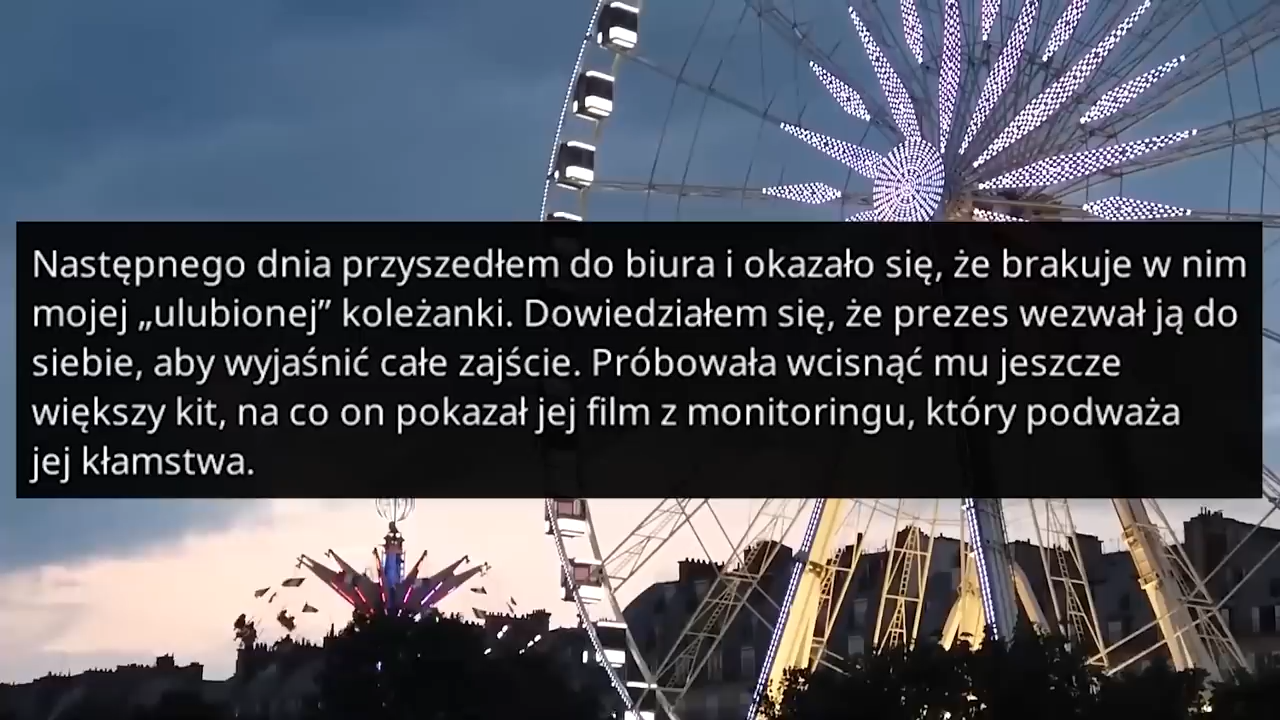 Następnego dnia przyszedłem do biura i okazało się, że brakuje w nim
mojej „ulubionej” koleżanki. Dowiedziałem się, że prezes wezwał ją do
siebie, aby wyjaśnić całe zajście. Próbowała wcisnąć mu jeszcze
większy kit, na co on pokazał jej film z monitoringu, który podważa
jej kłamstwa.